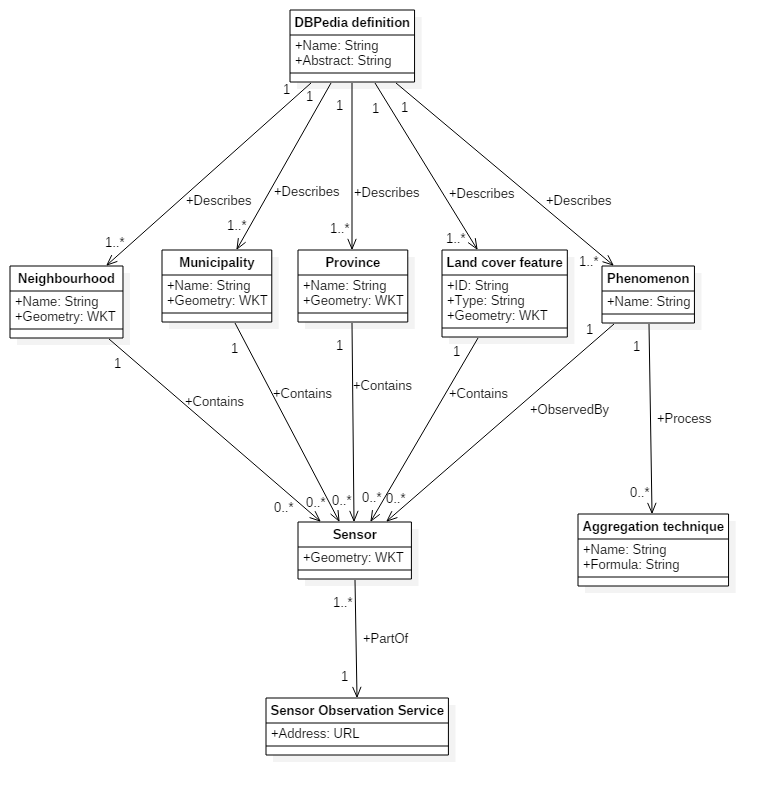 DBPedia definition
+Name: String
+Abstract: String
1
1
1
1
1
+Describes
+Describes
+Describes
+Describes
+Describes
1..*
1..*
1..*
1..*
1..*
Neighbourhood
+Name: String
+Geometry: WKT
Municipality
+Name: String
+Geometry: WKT
Province
+Name: String
+Geometry: WKT
Land cover feature
+ID: String
+Type: String
+Geometry: WKT
Phenomenon
+Name: String
1
1
1
1
1
1
+Contains
+Contains
+Contains
+Contains
+ObservedBy
+Process
0..*
0..*
0..*
0..*
0..*
0..*
Sensor
+Geometry: WKT
Aggregation technique
+Name: String
+Formula: String
1..*
+PartOf
1
Sensor Observation Service
+Address: URL